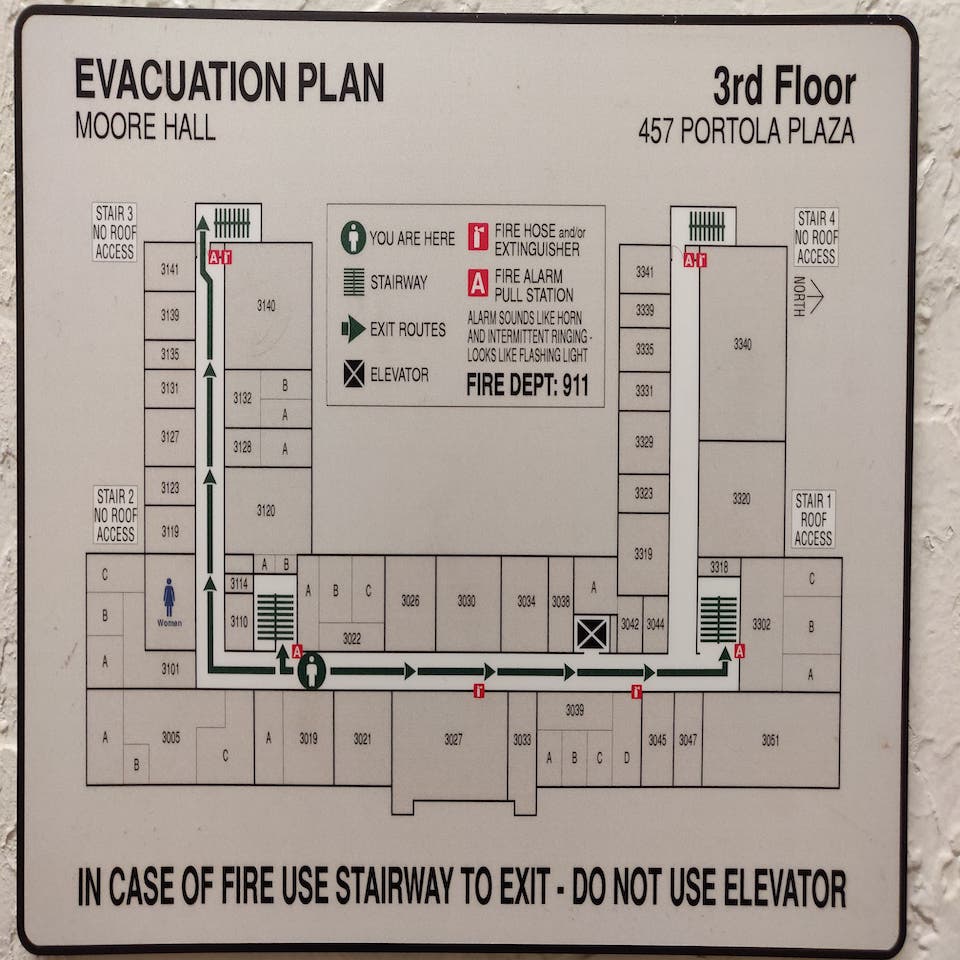 EVACUATION PLAN
MOORE HALL
3rd Floor
457 PORTOLA PLAZA
STAIR 3
NO ROOF
ACCESS
STAIR 4
NO ROOF
ACCESS
NORTH
YOU ARE HERE
STAIRWAY
EXIT ROUTES
ELEVATOR
FIRE HOSE and/or
EXTINGUISHER
A
FIRE ALARM
PULL STATION
ALARM SOUNDS LIKE HORN
AND INTERMITTENT RINGING -
LOOKS LIKE FLASHING LIGHT
FIRE DEPT: 911
A
A
3141
3139
3135
3131
3127
3123
3119
3140
3132
B
A
3128
A
3120
3341
3339
3335
3331
3329
3323
3319
3340
3320
STAIR 2
NO ROOF
ACCESS
STAIR 1
ROOF
ACCESS
C
B
A
Women
3101
A B
3114
3110
A
A B C
3022
3026
3030
3034
3038
A
3042
3044
3318
A
3302
C
B
A
A
3005
B
C
A
3019
3021
3027
3033
3039
A B C D
3045
3047
3051
IN CASE OF FIRE USE STAIRWAY TO EXIT - DO NOT USE ELEVATOR